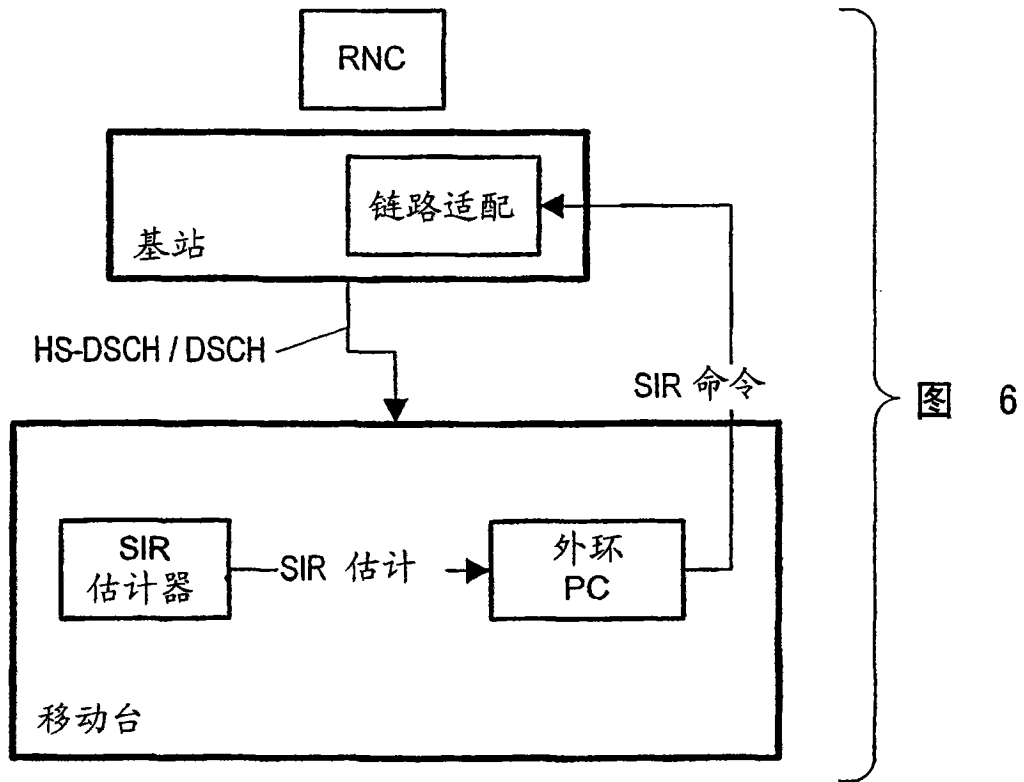 RNC
链路适配
基站
HS-DSCH / DSCH
SIR 命令
图 6
SIR
估计器
SIR 估计
外环
PC
移动台